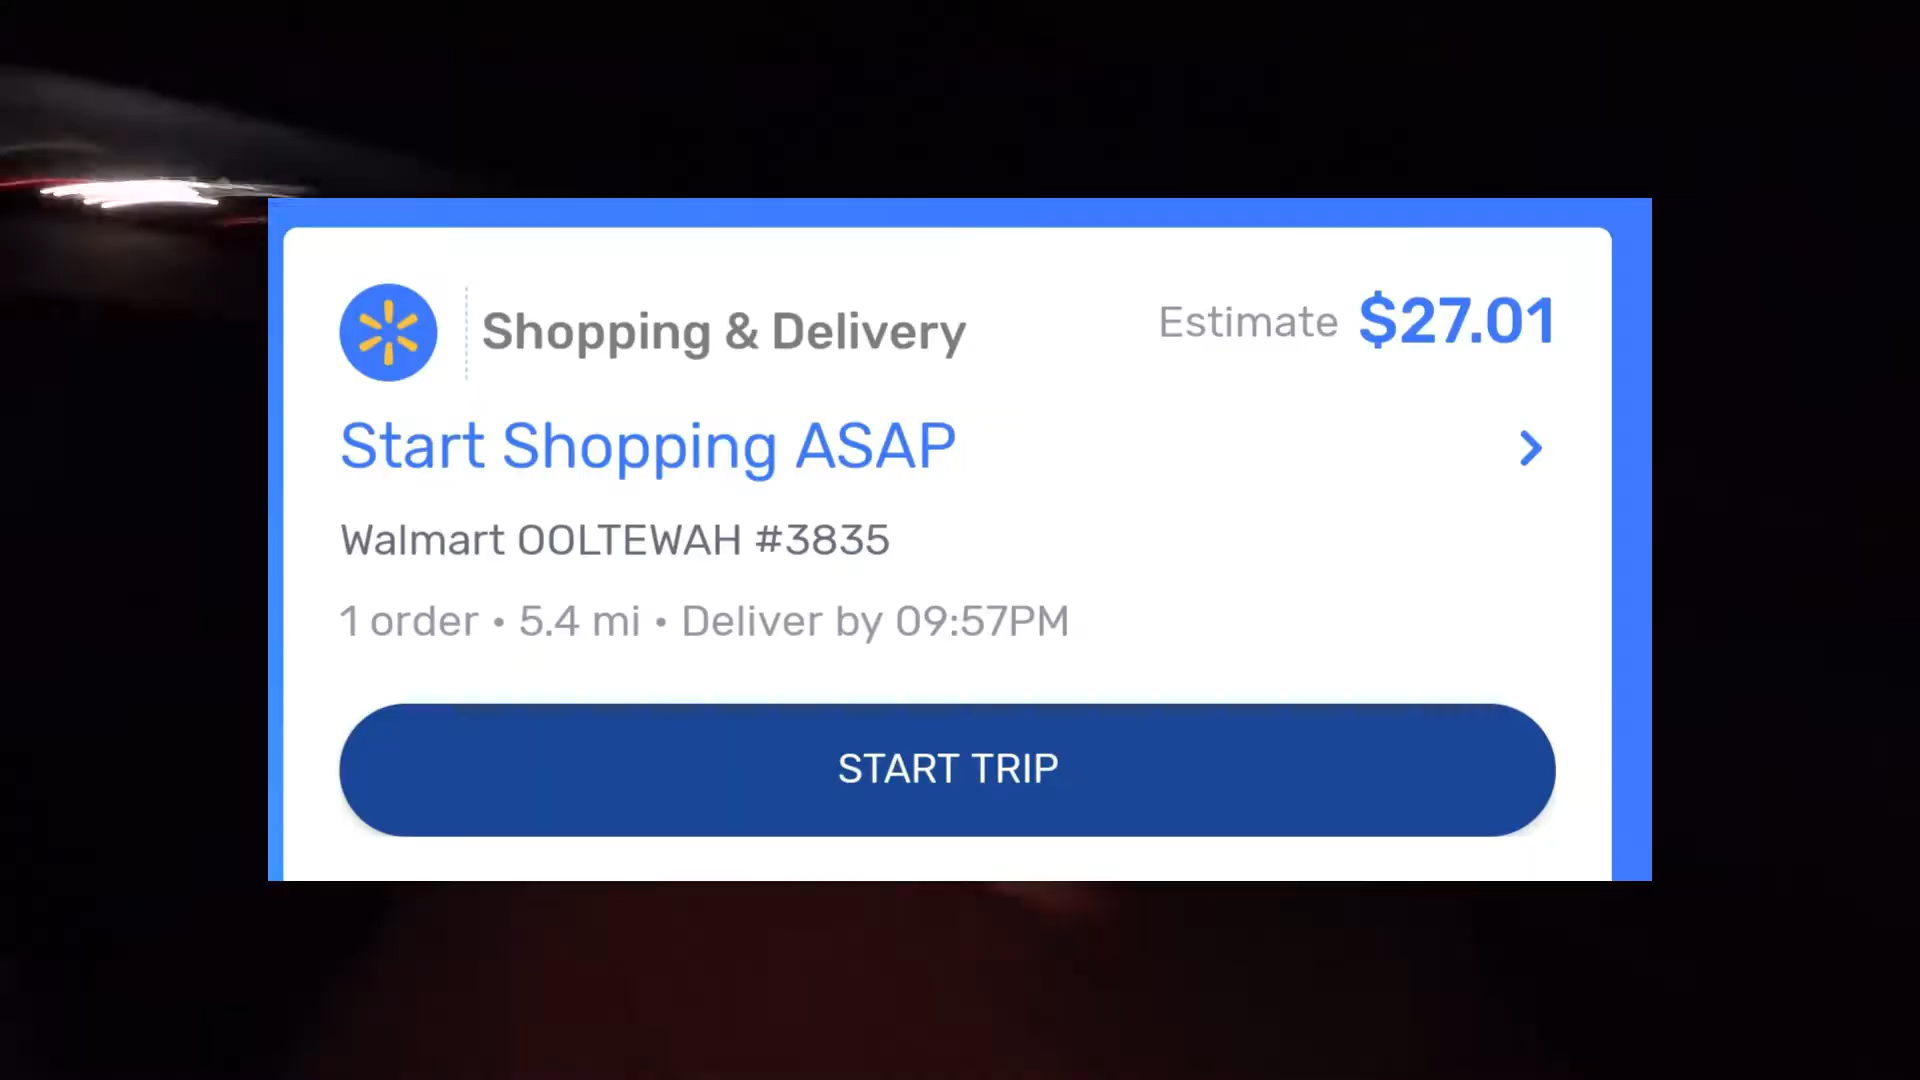 Shopping & Delivery
Estimate $27.01
Start Shopping ASAP
Walmart OOLTEWAH #3835
1 order • 5.4 mi • Deliver by 09:57PM
START TRIP